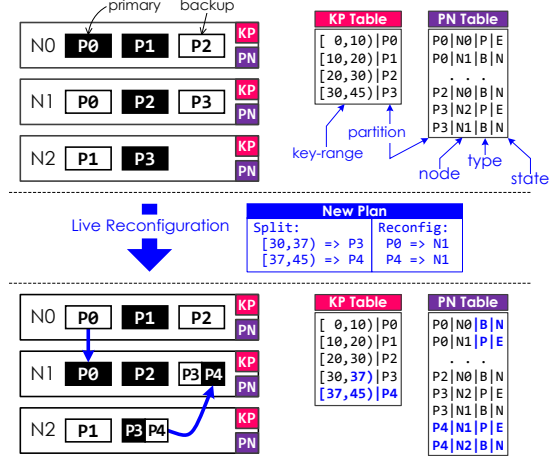 primary backup
N0 P0 P1 P2 KP PN
N1 P0 P2 P3 KP PN
N2 P1 P3 KP PN
KP Table
[ 0,10)|P0
[10,20)|P1
[20,30)|P2
[30,45)|P3
PN Table
P0|N0|P|E
P0|N1|B|N
. . .
P2|N0|B|N
P3|N2|P|E
P3|N1|B|N
partition
key-range
node
type
state
Live Reconfiguration
New Plan
Split:
[30,37) => P3
[37,45) => P4
Reconfig:
P0 => N1
P4 => N1
N0 P0 P1 P2 KP PN
N1 P0 P2 P3 P4 KP PN
N2 P1 P3 P4 KP PN
KP Table
[ 0,10)|P0
[10,20)|P1
[20,30)|P2
[30,37)|P3
[37,45)|P4
PN Table
P0|N0|B|N
P0|N1|P|E
. . .
P2|N0|B|N
P3|N2|P|E
P3|N1|B|N
P4|N1|P|E
P4|N2|B|N